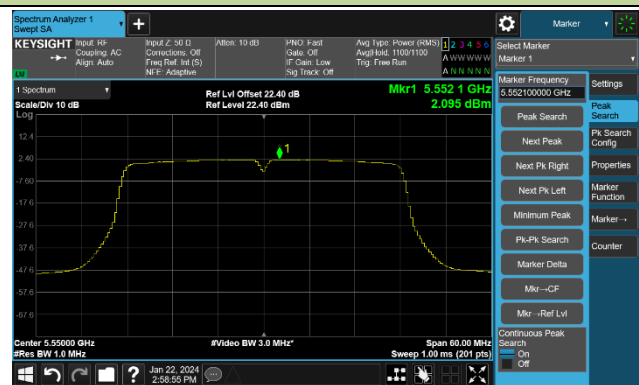 Spectrum Analyzer 1
Swept SA
+
Marker
KEYSIGHT
Input: RF
Coupling: AC
Align: Auto
Input Z: 50 Ω
Corrections: Off
Freq Ref: Int (S)
NFE: Adaptive
Atten: 10 dB
PNO: Fast
Gate: Off
IF Gain: Low
Sig Track: Off
Avg Type: Power (RMS)
Avg|Hold: 1100/1100
Trig: Free Run
1 2 3 4 5 6
A W W W W W
A N N N N N
LXI
Select Marker
Marker 1
1 Spectrum
Scale/Div 10 dB
Log
Ref Lvl Offset 22.40 dB
Ref Level 22.40 dBm
Mkr1 5.552 1 GHz
2.095 dBm
12.4
2.40
-7.60
-17.6
-27.6
-37.6
-47.6
-57.6
-67.6
1
Center 5.55000 GHz
#Res BW 1.0 MHz
#Video BW 3.0 MHz*
Span 60.00 MHz
Sweep 1.00 ms (201 pts)
Marker Frequency
5.552100000 GHz
Peak Search
Next Peak
Next Pk Right
Next Pk Left
Minimum Peak
Pk-Pk Search
Marker Delta
Mkr→CF
Mkr→Ref Lvl
Continuous Peak
Search
On
Off
Settings
Peak
Search
Pk Search
Config
Properties
Marker
Function
Marker→
Counter
?
Jan 22, 2024
2:58:55 PM